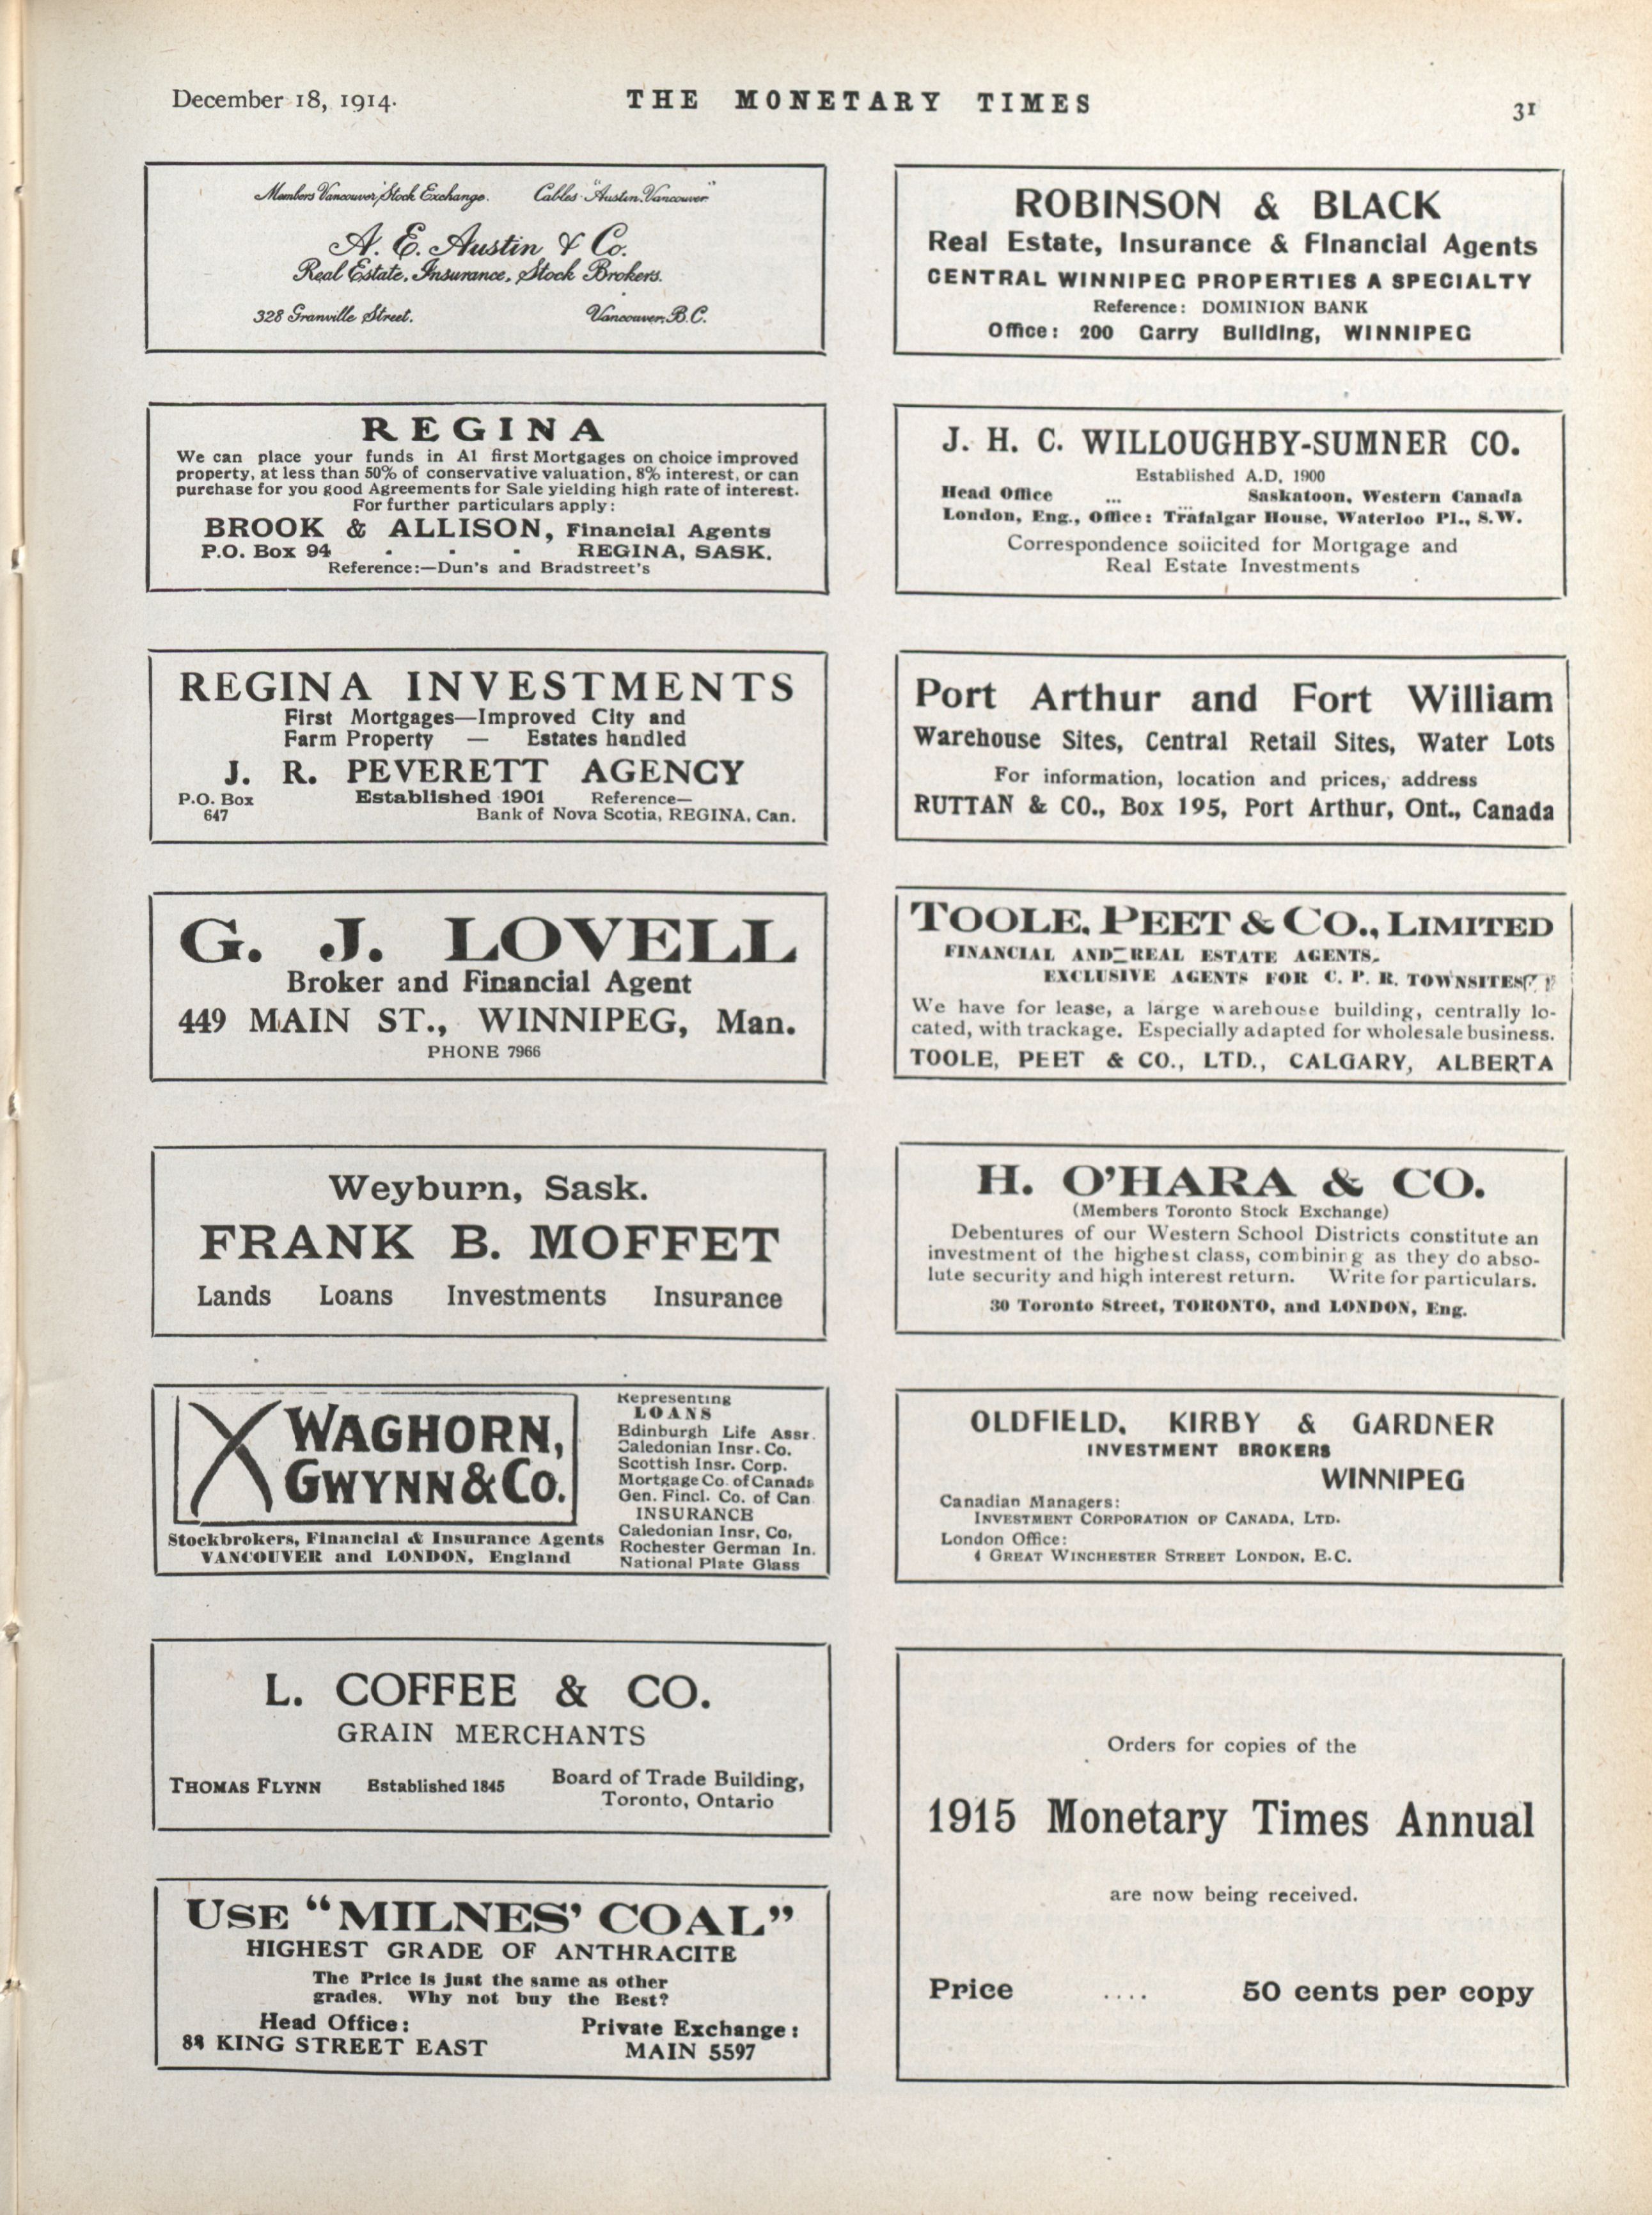 December 18, 1914.
THE MONETARY TIMES
31
Members Vancouver Stock Exchange. Cables "Austin, Vancouver"
A. E. Austin & Co.
Real Estate, Insurance, Stock Brokers.
328 Granville Street. Vancouver, B.C.
REGINA
We can place your funds in A1 first Mortgages on choice improved
property, at less than 50% of conservative valuation, 8% interest, or can
purchase for you good Agreements for Sale yielding high rate of interest.
For further particulars apply:
BROOK & ALLISON, Financial Agents
P.O. Box 94 - - - REGINA, SASK.
Reference:—Dun's and Bradstreet's
REGINA INVESTMENTS
First Mortgages—Improved City and
Farm Property — Estates handled
J. R. PEVERETT AGENCY
P.O. Box 647 Established 1901 Reference—
Bank of Nova Scotia, REGINA, Can.
G. J. LOVELL
Broker and Financial Agent
449 MAIN ST., WINNIPEG, Man.
PHONE 7966
Weyburn, Sask.
FRANK B. MOFFET
Lands Loans Investments Insurance
WAGHORN,
GWYNN & Co.
Stockbrokers, Financial & Insurance Agents
VANCOUVER and LONDON, England
Representing
LOANS
Edinburgh Life Assr.
Caledonian Insr. Co.
Scottish Insr. Corp.
Mortgage Co. of Canada
Gen. Fincl. Co. of Can
INSURANCE
Caledonian Insr. Co.
Rochester German In.
National Plate Glass
L. COFFEE & CO.
GRAIN MERCHANTS
THOMAS FLYNN Established 1845 Board of Trade Building,
Toronto, Ontario
USE "MILNES' COAL"
HIGHEST GRADE OF ANTHRACITE
The Price is just the same as other
grades. Why not buy the Best?
Head Office:
88 KING STREET EAST
Private Exchange:
MAIN 5597
ROBINSON & BLACK
Real Estate, Insurance & Financial Agents
CENTRAL WINNIPEG PROPERTIES A SPECIALTY
Reference: DOMINION BANK
Office: 200 Garry Building, WINNIPEG
J. H. C. WILLOUGHBY-SUMNER CO.
Established A.D. 1900
Head Office ... Saskatoon, Western Canada
London, Eng., Office: Trafalgar House, Waterloo Pl., S.W.
Correspondence solicited for Mortgage and
Real Estate Investments
Port Arthur and Fort William
Warehouse Sites, Central Retail Sites, Water Lots
For information, location and prices, address
RUTTAN & CO., Box 195, Port Arthur, Ont., Canada
TOOLE, PEET & CO., LIMITED
FINANCIAL AND REAL ESTATE AGENTS.
EXCLUSIVE AGENTS FOR C. P. R. TOWNSITES
We have for lease, a large warehouse building, centrally lo-
cated, with trackage. Especially adapted for wholesale business.
TOOLE, PEET & CO., LTD., CALGARY, ALBERTA
H. O'HARA & CO.
(Members Toronto Stock Exchange)
Debentures of our Western School Districts constitute an
investment of the highest class, combining as they do abso-
lute security and high interest return. Write for particulars.
30 Toronto Street, TORONTO, and LONDON, Eng.
OLDFIELD, KIRBY & GARDNER
INVESTMENT BROKERS
WINNIPEG
Canadian Managers:
INVESTMENT CORPORATION OF CANADA, LTD.
London Office:
4 GREAT WINCHESTER STREET LONDON, E.C.
Orders for copies of the
1915 Monetary Times Annual
are now being received.
Price .... 50 cents per copy